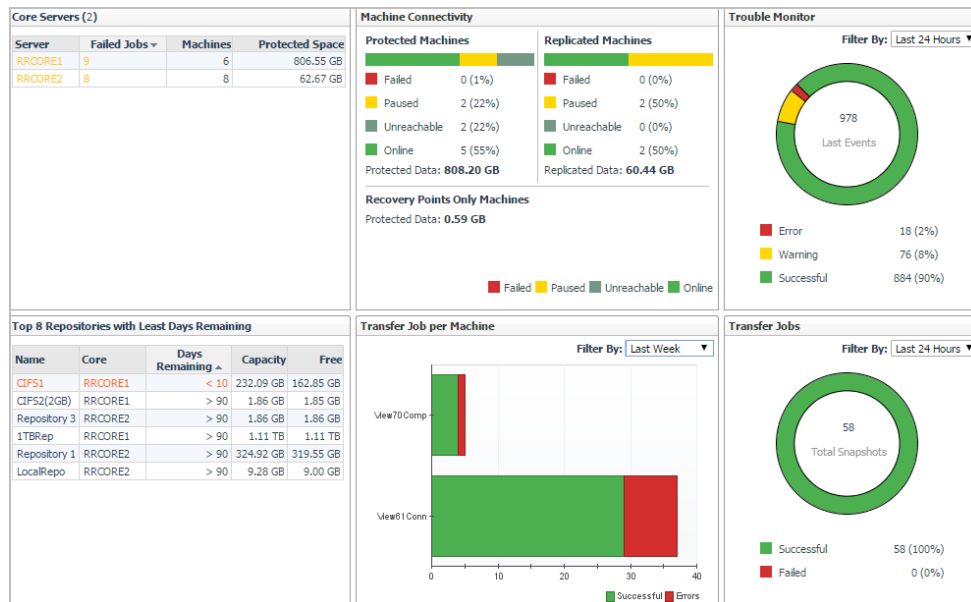 Core Servers (2)
Server Failed Jobs Machines Protected Space
RRCORE1 9 6 806.55 GB
RRCORE2 8 8 62.67 GB
Machine Connectivity
Protected Machines
Failed 0 (1%)
Paused 2 (22%)
Unreachable 2 (22%)
Online 5 (55%)
Protected Data: 808.20 GB
Replicated Machines
Failed 0 (0%)
Paused 2 (50%)
Unreachable 0 (0%)
Online 2 (50%)
Replicated Data: 60.44 GB
Recovery Points Only Machines
Protected Data: 0.59 GB
Failed Paused Unreachable Online
Trouble Monitor
Filter By: Last 24 Hours
978
Last Events
Error 18 (2%)
Warning 76 (8%)
Successful 884 (90%)
Top 8 Repositories with Least Days Remaining
Name Core Days Remaining Capacity Free
CIFS1 RRCORE1 < 10 232.09 GB 162.85 GB
CIFS2(2GB) RRCORE1 > 90 1.86 GB 1.85 GB
Repository 3 RRCORE2 > 90 1.86 GB 1.86 GB
1TBRep RRCORE1 > 90 1.11 TB 1.11 TB
Repository 1 RRCORE2 > 90 324.92 GB 319.55 GB
LocalRepo RRCORE2 > 90 9.28 GB 9.00 GB
Transfer Job per Machine
Filter By: Last Week
View70Comp
View61Conn
0 10 20 30 40
Successful Errors
Transfer Jobs
Filter By: Last 24 Hours
58
Total Snapshots
Successful 58 (100%)
Failed 0 (0%)